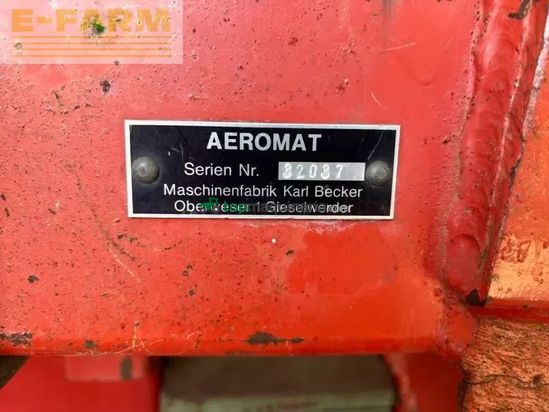 E-FARM
AEROMAT
Serien Nr. 32037
Maschinenfabrik Karl Becker
Oberweser 1 Gieselwerder